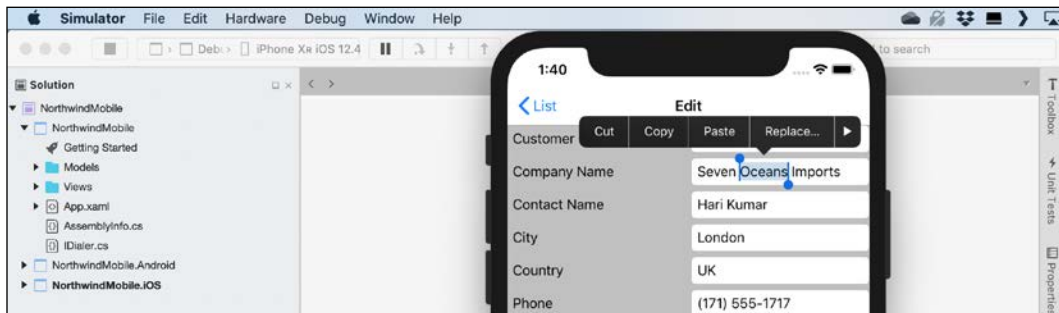 Simulator File Edit Hardware Debug Window Help
Debu iPhone XR iOS 12.4
to search
Solution
NorthwindMobile
NorthwindMobile
Getting Started
Models
Views
App.xaml
AssemblyInfo.cs
IDialer.cs
NorthwindMobile.Android
NorthwindMobile.iOS
1:40
List Edit
Cut Copy Paste Replace...
Customer
Company Name Seven Oceans Imports
Contact Name Hari Kumar
City London
Country UK
Phone (171) 555-1717
Toolbox
Unit Tests
Properties